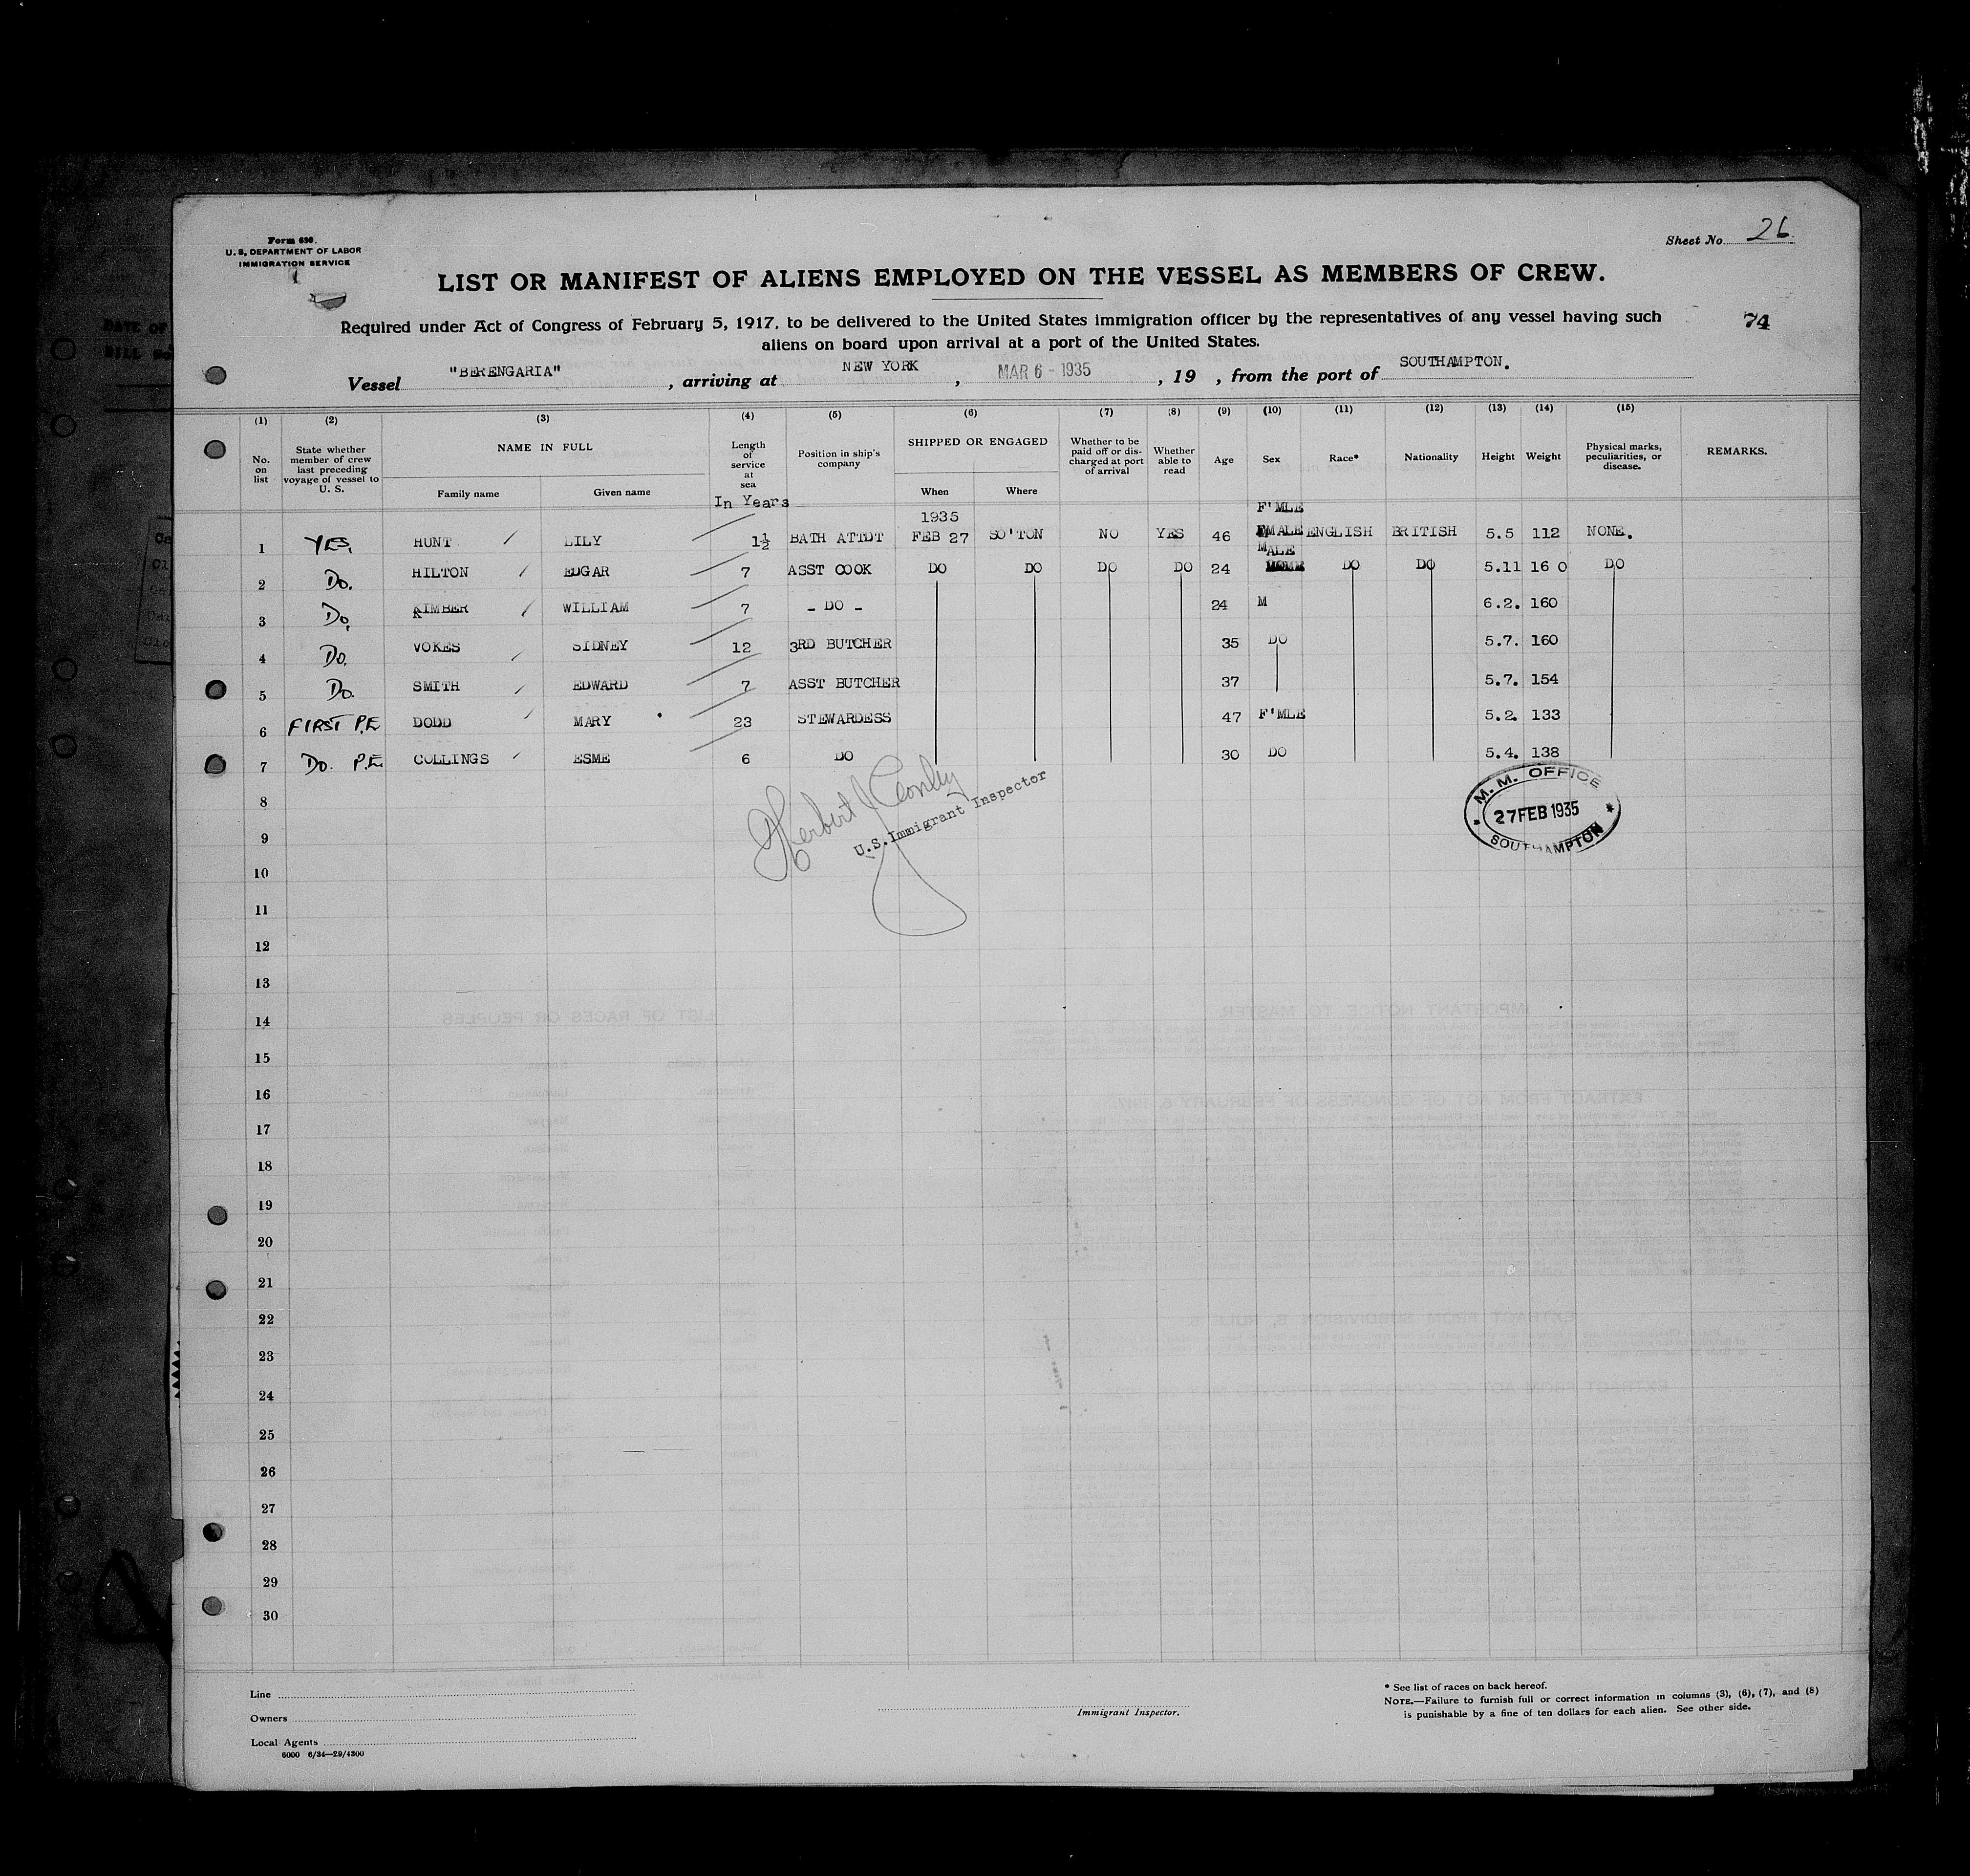 Form 630.
U. S. DEPARTMENT OF LABOR
IMMIGRATION SERVICE
Sheet No. 26
LIST OR MANIFEST OF ALIENS EMPLOYED ON THE VESSEL AS MEMBERS OF CREW.
Required under Act of Congress of February 5, 1917, to be delivered to the United States immigration officer by the representatives of any vessel having such
aliens on board upon arrival at a port of the United States.
74
Vessel "BERENGARIA" , arriving at NEW YORK , MAR 6 - 1935 , 19 , from the port of SOUTHAMPTON.
(1) (2) (3) (4) (5) (6) (7) (8) (9) (10) (11) (12) (13) (14) (15)
No. on list State whether member of crew last preceding voyage of vessel to U. S. NAME IN FULL Family name Given name Length of service at sea In Years Position in ship's company SHIPPED OR ENGAGED When Where Whether to be paid off or discharged at port of arrival Whether able to read Age Sex Race* Nationality Height Weight Physical marks, peculiarities, or disease. REMARKS.
1935 F'MLE
1 YES. HUNT LILY 1½ BATH ATTDT FEB 27 SO'TON NO YES 46 MALE ENGLISH BRITISH 5.5 112 NONE.
MALE
2 Do. HILTON EDGAR 7 ASST COOK DO DO DO DO 24 DO DO 5.11 16 0 DO
3 Do. KIMBER WILLIAM 7 - DO - 24 M 6.2. 160
4 Do. VOKES SIDNEY 12 3RD BUTCHER 35 DO 5.7. 160
5 Do. SMITH EDWARD 7 ASST BUTCHER 37 5.7. 154
6 FIRST P.E DODD MARY 23 STEWARDESS 47 F'MLE 5.2. 133
7 Do. P.E COLLINGS ESME 6 DO 30 DO 5.4. 138
Herbert J Conley
U.S.Immigrant Inspector
M. M. OFFICE
27 FEB 1935
SOUTHAMPTON
8
9
10
11
12
13
14
15
16
17
18
19
20
21
22
23
24
25
26
27
28
29
30
Line
Owners
Local Agents
6000 6/34—29/4300
Immigrant Inspector.
* See list of races on back hereof.
NOTE.—Failure to furnish full or correct information in columns (3), (6), (7), and (8)
is punishable by a fine of ten dollars for each alien. See other side.